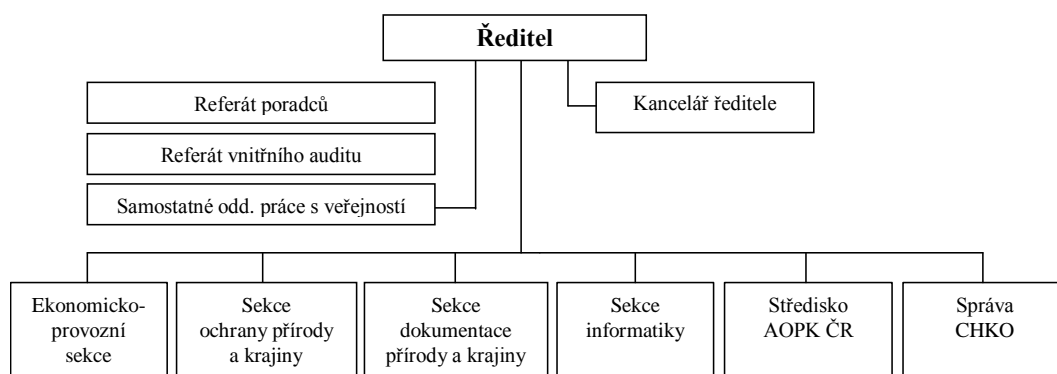 Ředitel
Referát poradců
Kancelář ředitele
Referát vnitřního auditu
Samostatné odd. práce s veřejností
Ekonomicko-
provozní
sekce
Sekce
ochrany přírody
a krajiny
Sekce
dokumentace
přírody a krajiny
Sekce
informatiky
Středisko
AOPK ČR
Správa
CHKO